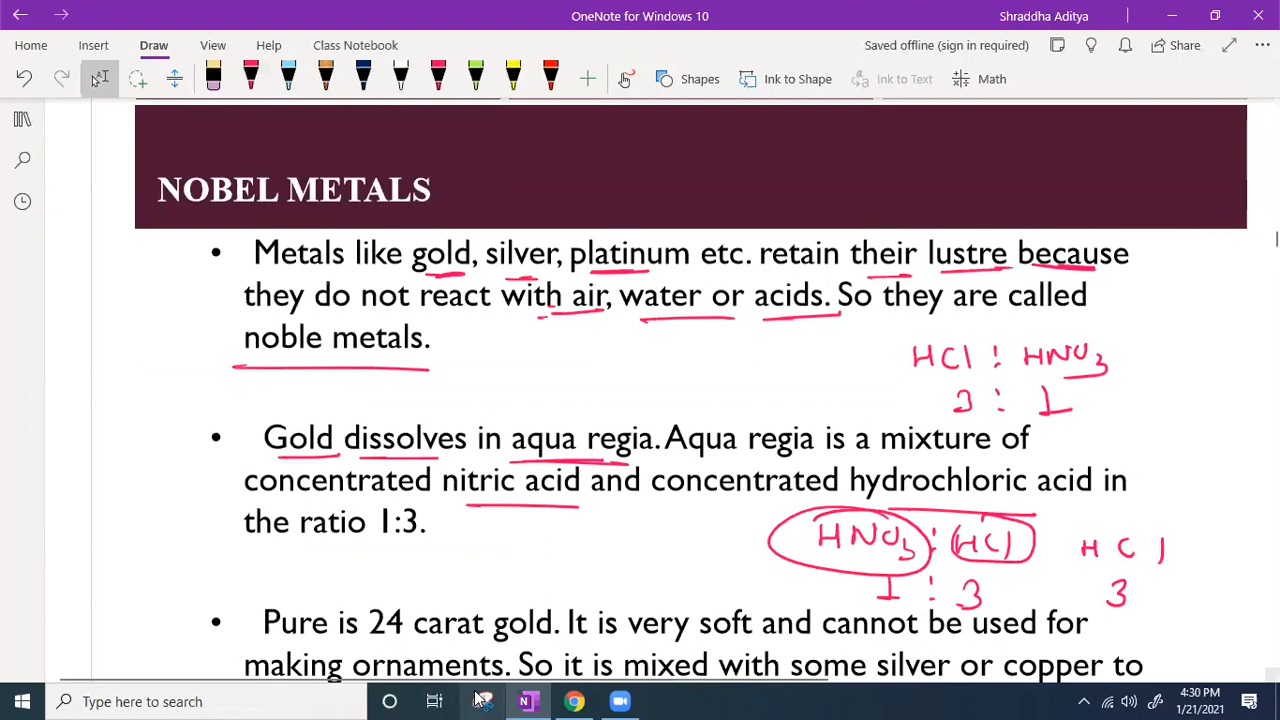 OneNote for Windows 10
Shraddha Aditya
Home Insert Draw View Help Class Notebook Saved offline (sign in required) Share
Shapes Ink to Shape Ink to Text Math
NOBEL METALS
• Metals like gold, silver, platinum etc. retain their lustre because
they do not react with air, water or acids. So they are called
noble metals.
HCl : HNO3
3 : 1
• Gold dissolves in aqua regia. Aqua regia is a mixture of
concentrated nitric acid and concentrated hydrochloric acid in
the ratio 1:3.
HNO3 : HCl HCl
1 : 3 3
• Pure is 24 carat gold. It is very soft and cannot be used for
making ornaments. So it is mixed with some silver or copper to
Type here to search
4:30 PM
1/21/2021